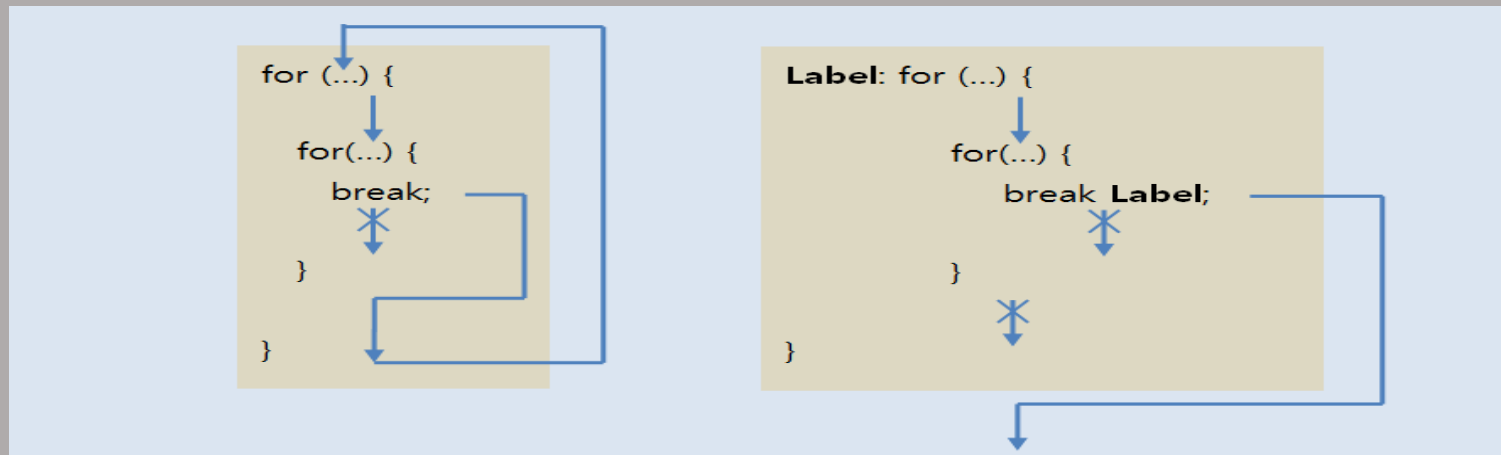 for (...) {
for(...) {
break;
}
}
Label: for (...) {
for(...) {
break Label;
}
}